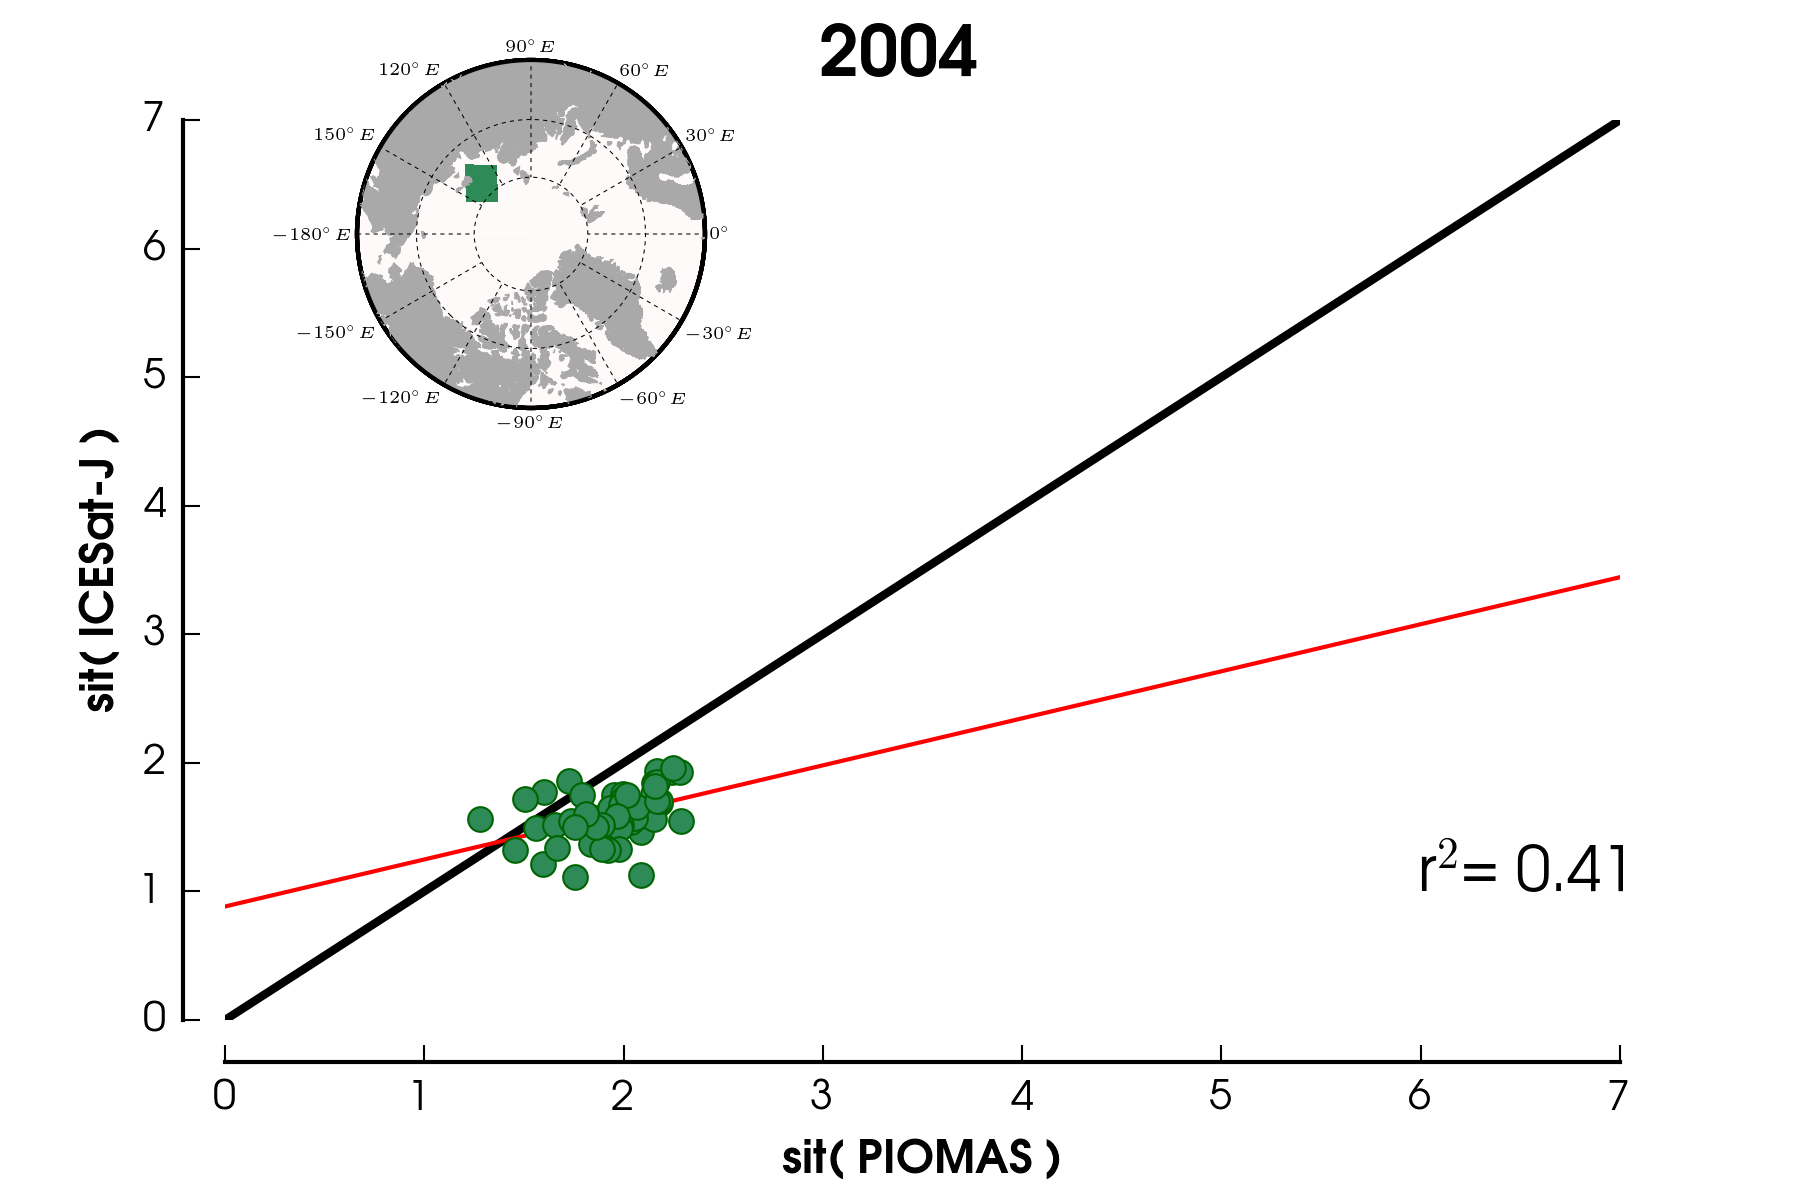 2004
90° E
120° E
60° E
150° E
30° E
−180° E
0°
−150° E
−30° E
−120° E
−60° E
−90° E
7
6
5
4
3
2
1
0
sit( ICESat-J )
r²= 0.41
0 1 2 3 4 5 6 7
sit( PIOMAS )